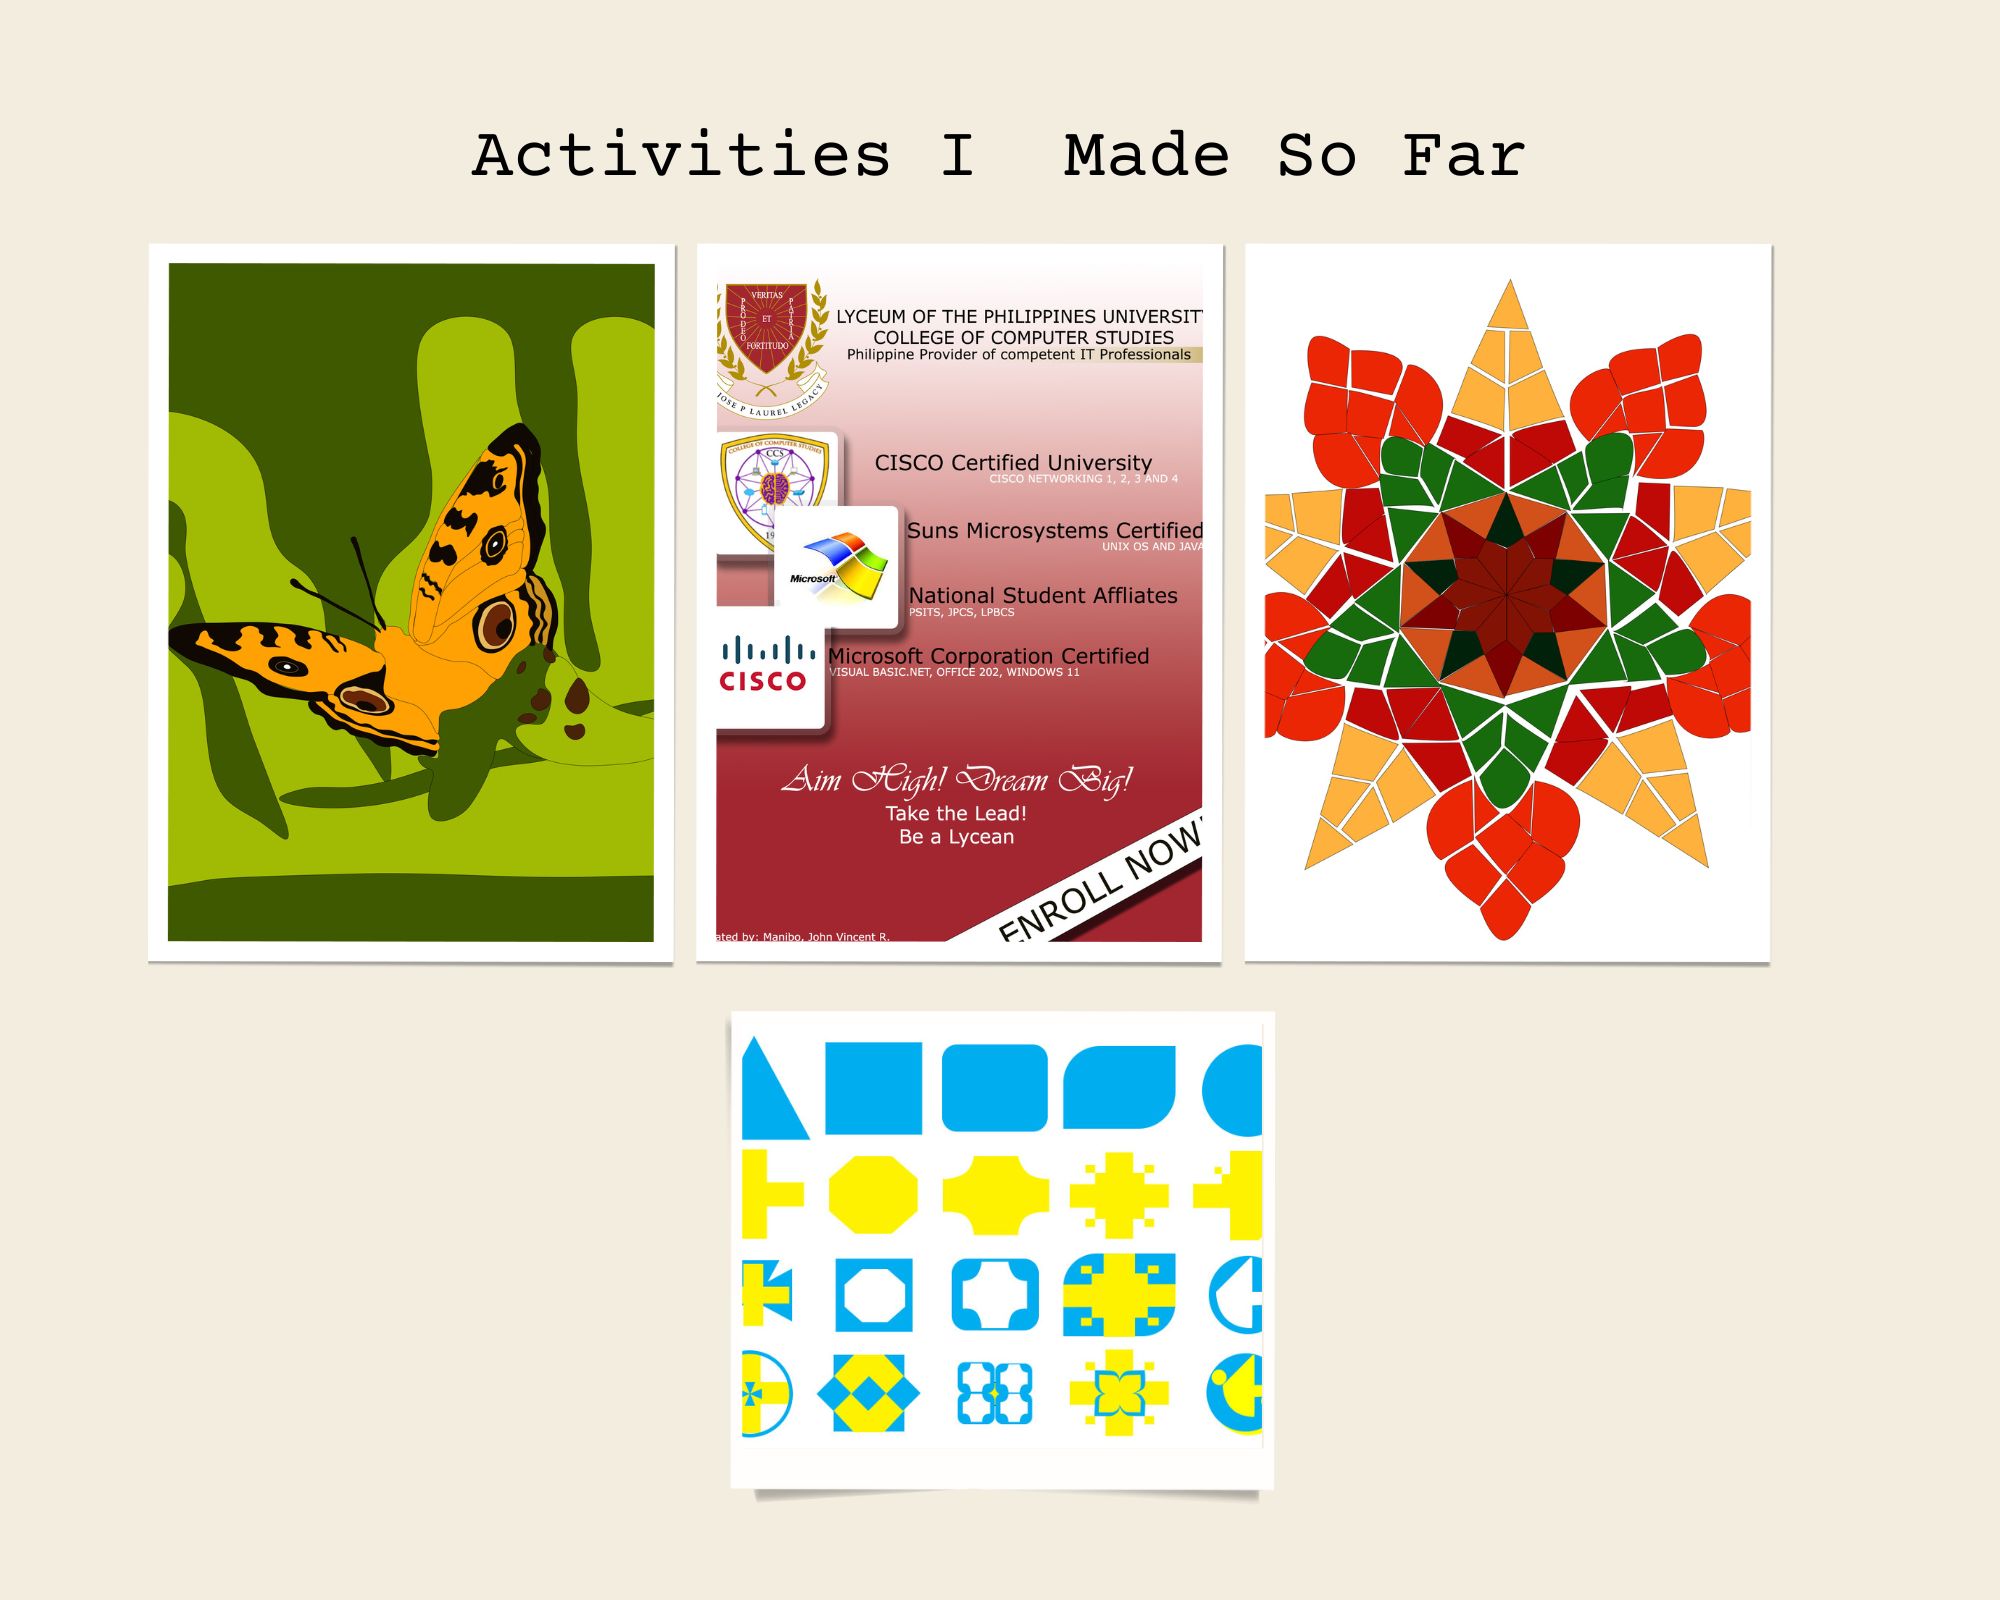 Activities I  Made So Far
VERITAS
PRO DEO
ET
PATRIA
FORTITUDO
JOSE P LAUREL LEGACY
LYCEUM OF THE PHILIPPINES UNIVERSITY
COLLEGE OF COMPUTER STUDIES
Philippine Provider of competent IT Professionals
COLLEGE OF COMPUTER STUDIES
CCS
19
CISCO Certified University
CISCO NETWORKING 1, 2, 3 AND 4
Suns Microsystems Certified
UNIX OS AND JAVA
Microsoft
National Student Affliates
PSITS, JPCS, LPBCS
CISCO
Microsoft Corporation Certified
VISUAL BASIC.NET, OFFICE 202, WINDOWS 11
Aim High! Dream Big!
Take the Lead!
Be a Lycean
ENROLL NOW!
ated by: Manibo, John Vincent R.